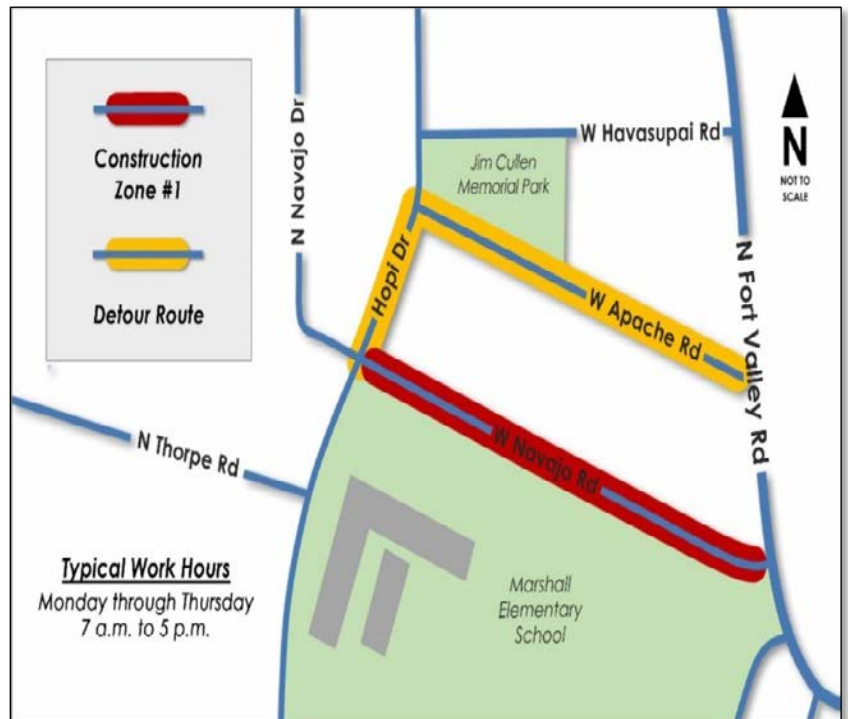 Construction
Zone #1
Detour Route
N Navajo Dr
W Havasupai Rd
Jim Cullen
Memorial Park
N
NOT TO
SCALE
Hopi Dr
W Apache Rd
N Fort Valley Rd
W Navajo Rd
N Thorpe Rd
Typical Work Hours
Monday through Thursday
7 a.m. to 5 p.m.
Marshall
Elementary
School